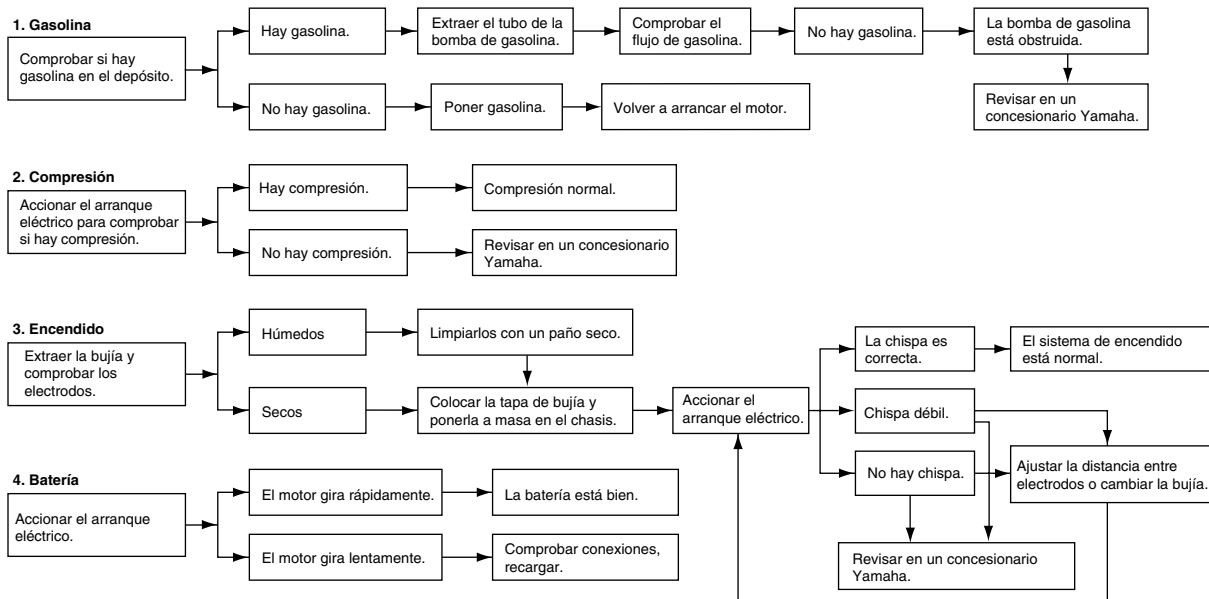 1. Gasolina
Comprobar si hay
gasolina en el depósito.
Hay gasolina.
Extraer el tubo de la
bomba de gasolina.
Comprobar el
flujo de gasolina.
No hay gasolina.
La bomba de gasolina
está obstruida.
Revisar en un
concesionario Yamaha.
No hay gasolina.
Poner gasolina.
Volver a arrancar el motor.
2. Compresión
Accionar el arranque
eléctrico para comprobar
si hay compresión.
Hay compresión.
Compresión normal.
No hay compresión.
Revisar en un concesionario
Yamaha.
3. Encendido
Extraer la bujía y
comprobar los
electrodos.
Húmedos
Limpiarlos con un paño seco.
Secos
Colocar la tapa de bujía y
ponerla a masa en el chasis.
Accionar el
arranque eléctrico.
La chispa es
correcta.
El sistema de encendido
está normal.
Chispa débil.
No hay chispa.
Ajustar la distancia entre
electrodos o cambiar la bujía.
Revisar en un concesionario
Yamaha.
4. Batería
Accionar el arranque
eléctrico.
El motor gira rápidamente.
La batería está bien.
El motor gira lentamente.
Comprobar conexiones,
recargar.